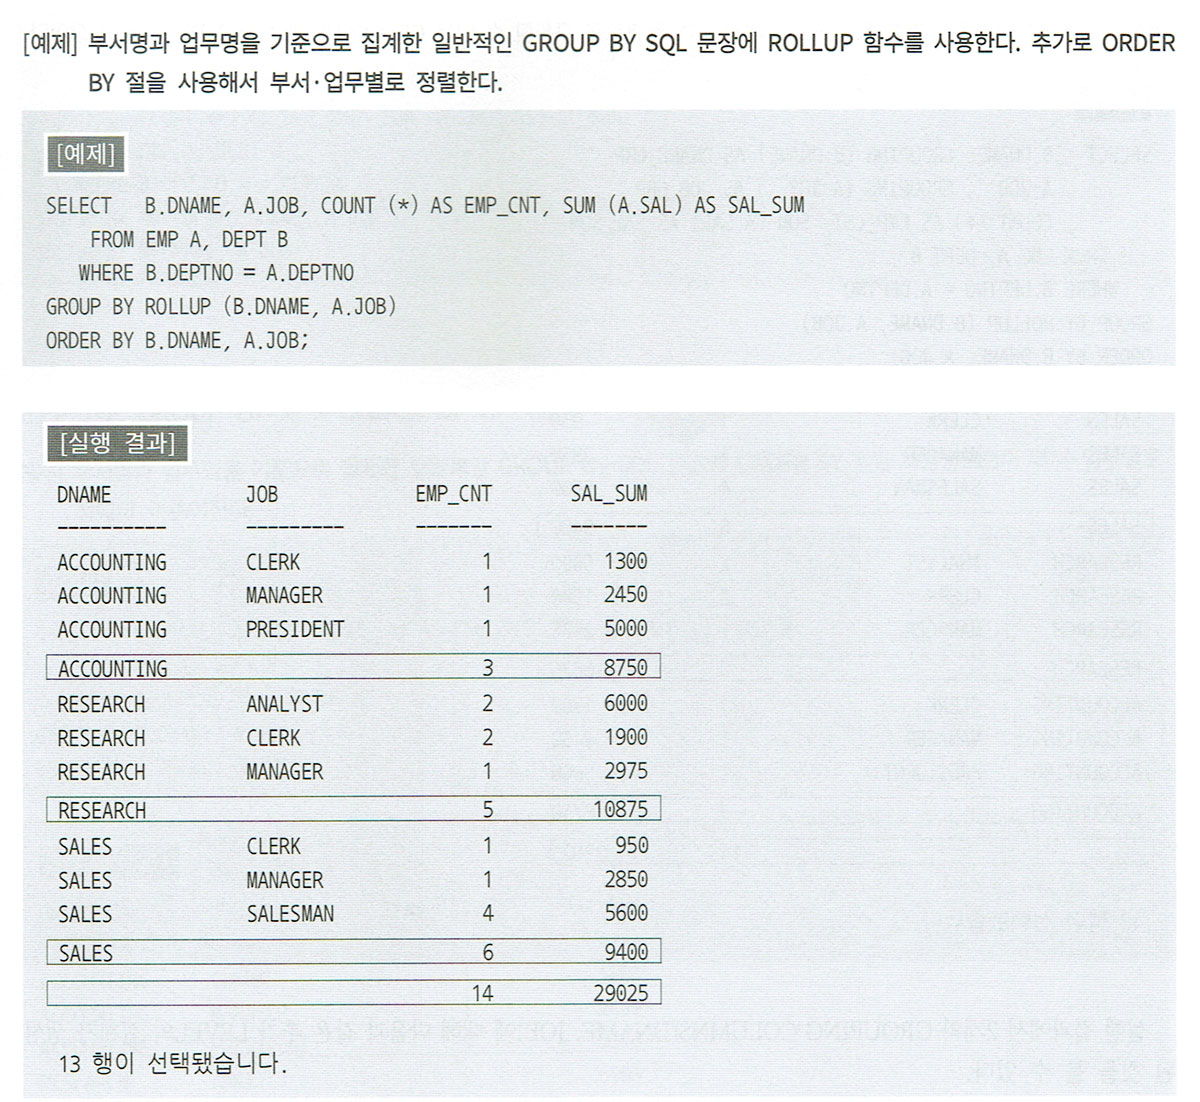 [예제] 부서명과 업무명을 기준으로 집계한 일반적인 GROUP BY SQL 문장에 ROLLUP 함수를 사용한다. 추가로 ORDER
BY 절을 사용해서 부서·업무별로 정렬한다.
[예제]
SELECT B.DNAME, A.JOB, COUNT (*) AS EMP_CNT, SUM (A.SAL) AS SAL_SUM
FROM EMP A, DEPT B
WHERE B.DEPTNO = A.DEPTNO
GROUP BY ROLLUP (B.DNAME, A.JOB)
ORDER BY B.DNAME, A.JOB;
[실행 결과]
DNAME JOB EMP_CNT SAL_SUM
---------- --------- ------- -------
ACCOUNTING CLERK 1 1300
ACCOUNTING MANAGER 1 2450
ACCOUNTING PRESIDENT 1 5000
ACCOUNTING 3 8750
RESEARCH ANALYST 2 6000
RESEARCH CLERK 2 1900
RESEARCH MANAGER 1 2975
RESEARCH 5 10875
SALES CLERK 1 950
SALES MANAGER 1 2850
SALES SALESMAN 4 5600
SALES 6 9400
14 29025
13 행이 선택됐습니다.